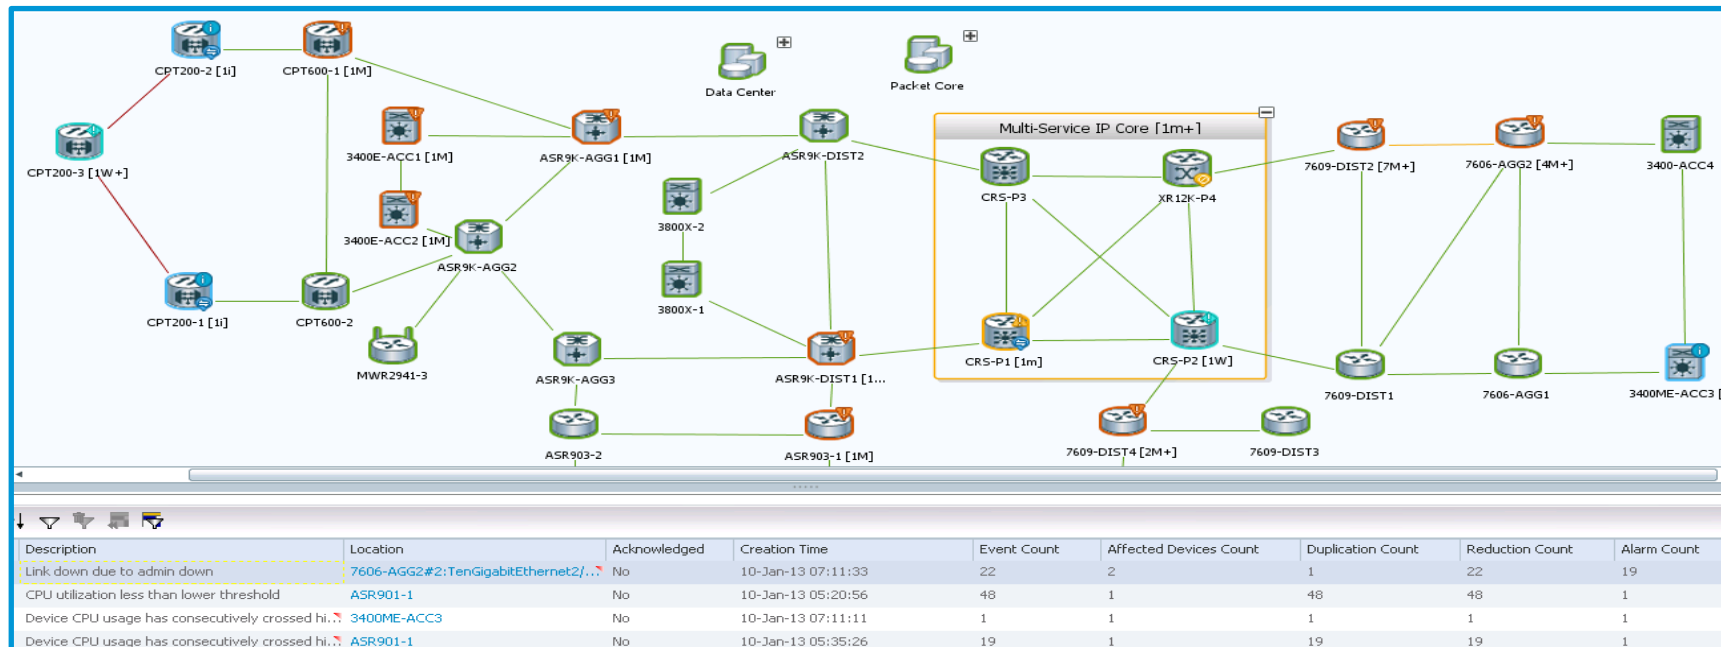 CPT200-2 [1i]
CPT600-1 [1M]
Data Center
Packet Core
CPT200-3 [1W+]
3400E-ACC1 [1M]
ASR9K-AGG1 [1M]
ASR9K-DIST2
Multi-Service IP Core [1m+]
CRS-P3
XR12K-P4
7609-DIST2 [7M+]
7606-AGG2 [4M+]
3400-ACC4
3400E-ACC2 [1M]
ASR9K-AGG2
3800X-2
3800X-1
CPT200-1 [1i]
CPT600-2
MWR2941-3
ASR9K-AGG3
ASR9K-DIST1 [1...
CRS-P1 [1m]
CRS-P2 [1W]
7609-DIST1
7606-AGG1
3400ME-ACC3 [
ASR903-2
ASR903-1 [1M]
7609-DIST4 [2M+]
7609-DIST3
Description Location Acknowledged Creation Time Event Count Affected Devices Count Duplication Count Reduction Count Alarm Count
Link down due to admin down 7606-AGG2#2:TenGigabitEthernet2/... No 10-Jan-13 07:11:33 22 2 1 22 19
CPU utilization less than lower threshold ASR901-1 No 10-Jan-13 05:20:56 48 1 48 48 1
Device CPU usage has consecutively crossed hi... 3400ME-ACC3 No 10-Jan-13 07:11:11 1 1 1 1 1
Device CPU usage has consecutively crossed hi... ASR901-1 No 10-Jan-13 05:35:26 19 1 19 19 1